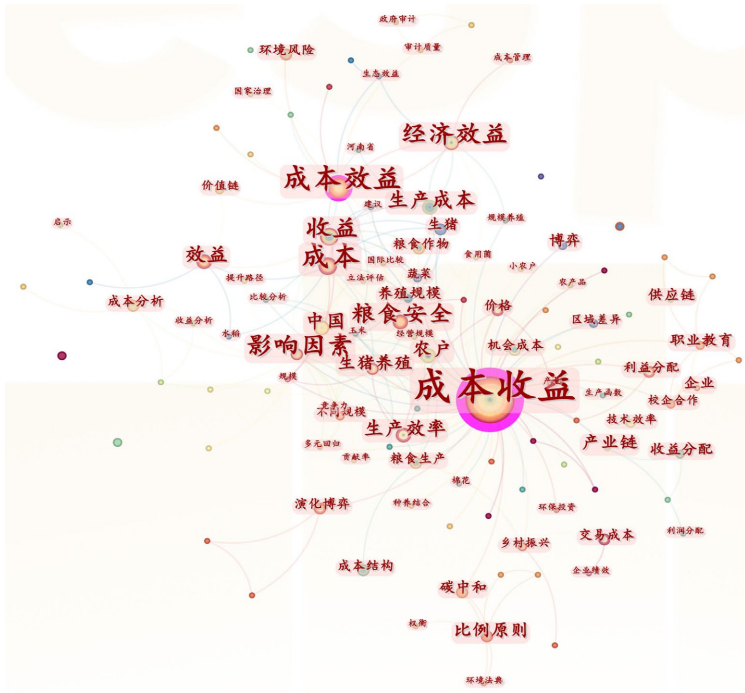 政府审计
环境风险
审计质量
成本管理
生态效益
国家治理
经济效益
河南省
成本效益
价值链
建议
生产成本
启示
收益
生猪
规模养殖
粮食作物
博弈
效益
成本
国际比较
食用菌
小农户
提升路径
立法评估
蔬菜
农产品
成本分析
比较分析
养殖规模
供应链
价格
收益分析
中国
粮食安全
区域差异
水稻
玉米
经营规模
影响因素
农户
机会成本
职业教育
生猪养殖
利益分配
规模
成本收益
企业
生产函数
校企合作
竞争力
不同规模
技术效率
生产效率
多元回归
产业链
收益分配
贡献率
粮食生产
棉花
演化博弈
种养结合
环保投资
乡村振兴
交易成本
利润分配
成本结构
企业绩效
碳中和
权衡
比例原则
环境法典